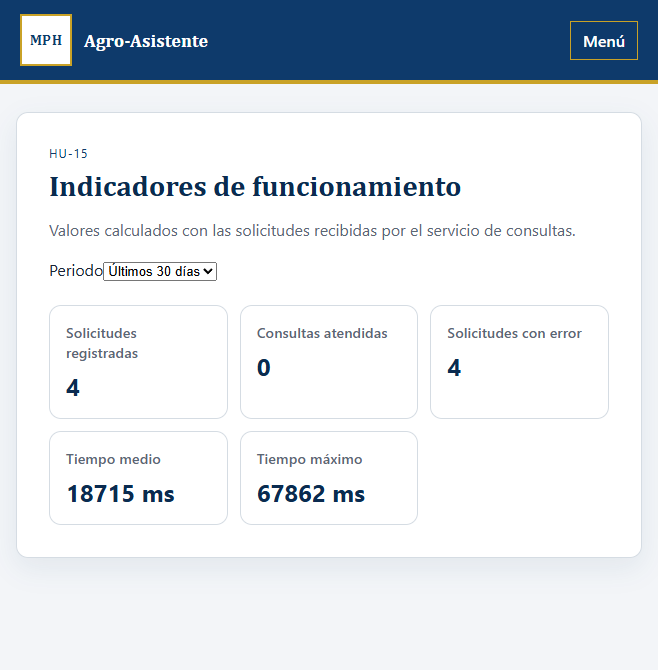 MPH
Agro-Asistente
Menú
HU-15
Indicadores de funcionamiento
Valores calculados con las solicitudes recibidas por el servicio de consultas.
Periodo Últimos 30 días
Solicitudes
registradas
4
Consultas atendidas
0
Solicitudes con error
4
Tiempo medio
18715 ms
Tiempo máximo
67862 ms